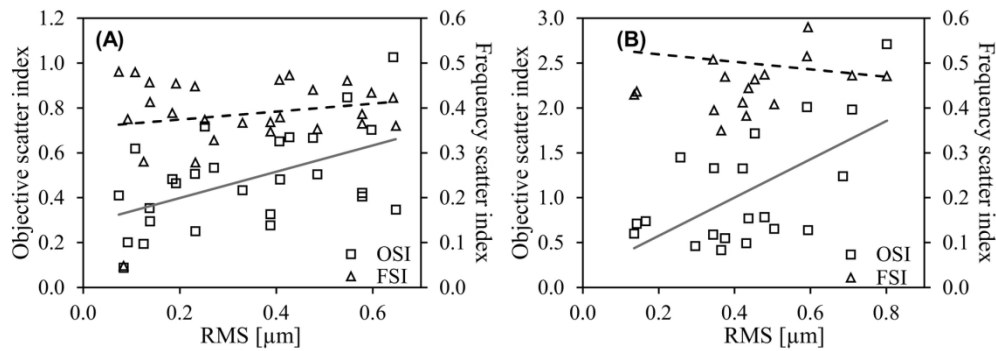 (A)
Objective scatter index
1.2
1.0
0.8
0.6
0.4
0.2
0.0
0.6
0.5
0.4
0.3
0.2
0.1
0.0
Frequency scatter index
OSI
FSI
0.0 0.2 0.4 0.6
RMS [µm]
(B)
Objective scatter index
3.0
2.5
2.0
1.5
1.0
0.5
0.0
0.6
0.5
0.4
0.3
0.2
0.1
0.0
Frequency scatter index
OSI
FSI
0.0 0.2 0.4 0.6 0.8
RMS [µm]